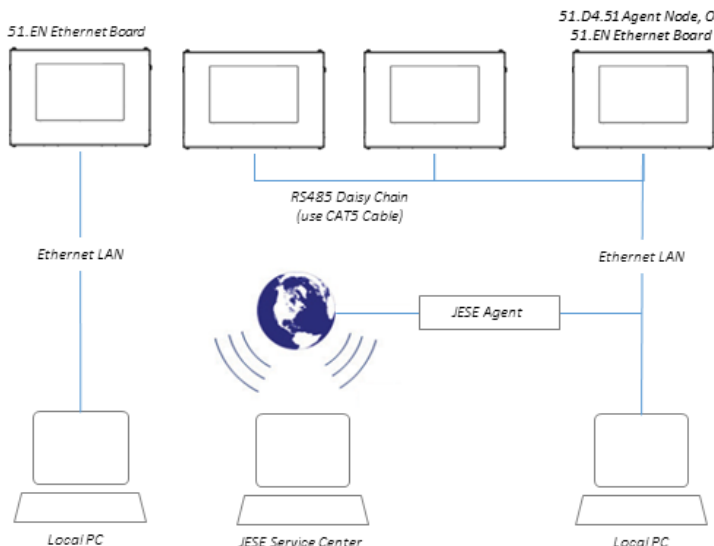 51.EN Ethernet Board
51.D4.51 Agent Node, O
51.EN Ethernet Board
RS485 Daisy Chain
(use CAT5 Cable)
Ethernet LAN
Ethernet LAN
JESE Agent
Local PC
JESE Service Center
Local PC